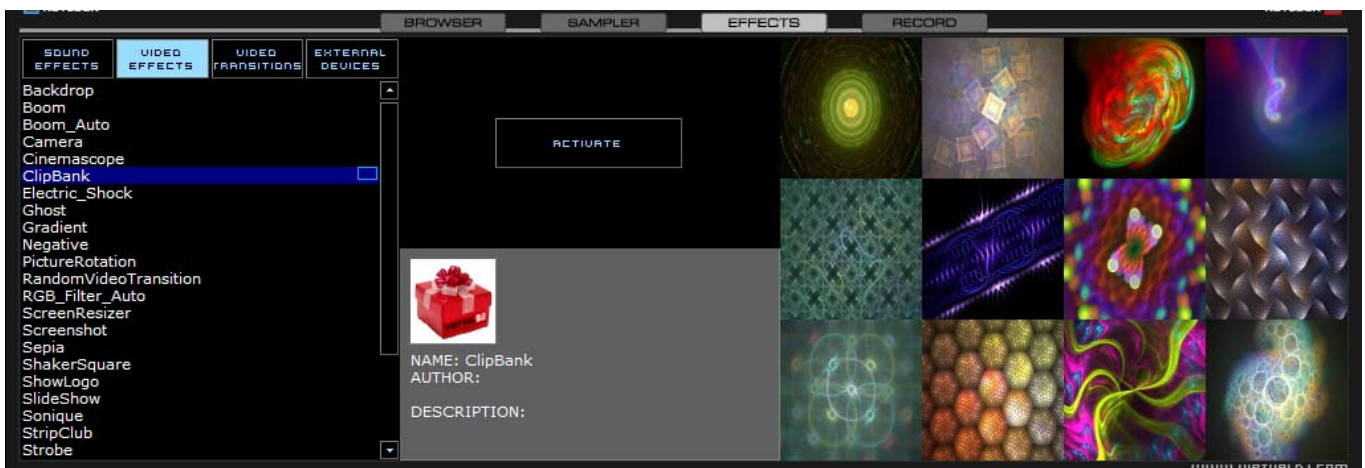 BROWSER SAMPLER EFFECTS RECORD
SOUND EFFECTS
VIDEO EFFECTS
VIDEO TRANSITIONS
EXTERNAL DEVICES
Backdrop
Boom
Boom_Auto
Camera
Cinemascope
ClipBank
Electric_Shock
Ghost
Gradient
Negative
PictureRotation
RandomVideoTransition
RGB_Filter_Auto
ScreenResizer
Screenshot
Sepia
ShakerSquare
ShowLogo
SlideShow
Sonique
StripClub
Strobe
ACTIVATE
NAME: ClipBank
AUTHOR:
DESCRIPTION: